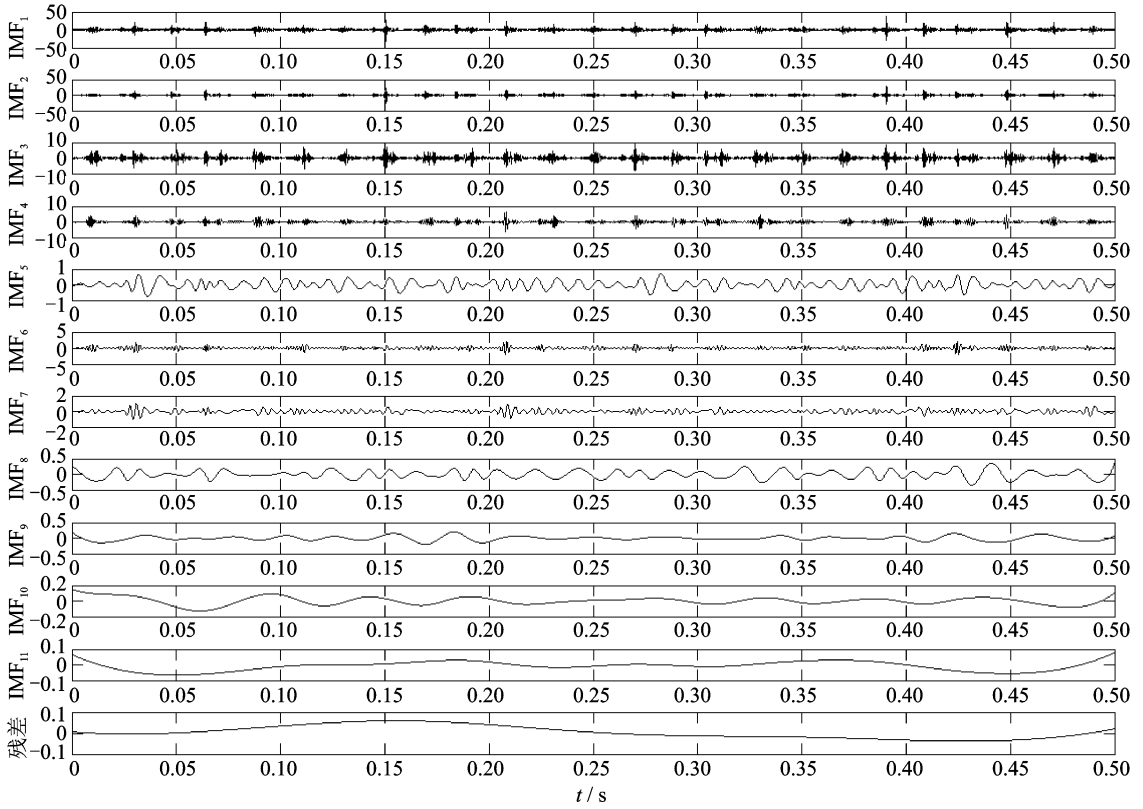 50
IMF₁ 0
−50
0 0.05 0.10 0.15 0.20 0.25 0.30 0.35 0.40 0.45 0.50
50
IMF₂ 0
−50
0 0.05 0.10 0.15 0.20 0.25 0.30 0.35 0.40 0.45 0.50
10
IMF₃ 0
−10
0 0.05 0.10 0.15 0.20 0.25 0.30 0.35 0.40 0.45 0.50
10
IMF₄ 0
−10
0 0.05 0.10 0.15 0.20 0.25 0.30 0.35 0.40 0.45 0.50
1
IMF₅ 0
−1
0 0.05 0.10 0.15 0.20 0.25 0.30 0.35 0.40 0.45 0.50
5
IMF₆ 0
−5
0 0.05 0.10 0.15 0.20 0.25 0.30 0.35 0.40 0.45 0.50
2
IMF₇ 0
−2
0 0.05 0.10 0.15 0.20 0.25 0.30 0.35 0.40 0.45 0.50
0.5
IMF₈ 0
−0.5
0 0.05 0.10 0.15 0.20 0.25 0.30 0.35 0.40 0.45 0.50
0.5
IMF₉ 0
−0.5
0 0.05 0.10 0.15 0.20 0.25 0.30 0.35 0.40 0.45 0.50
0.2
IMF₁₀ 0
−0.2
0 0.05 0.10 0.15 0.20 0.25 0.30 0.35 0.40 0.45 0.50
0.1
IMF₁₁ 0
−0.1
0 0.05 0.10 0.15 0.20 0.25 0.30 0.35 0.40 0.45 0.50
0.1
残差 0
−0.1
0 0.05 0.10 0.15 0.20 0.25 0.30 0.35 0.40 0.45 0.50
t / s